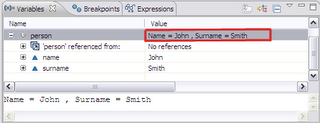 Variables Breakpoints Expressions
Name Value
person Name = John , Surname = Smith
'person' referenced from: No references
name John
surname Smith
Name = John , Surname = Smith